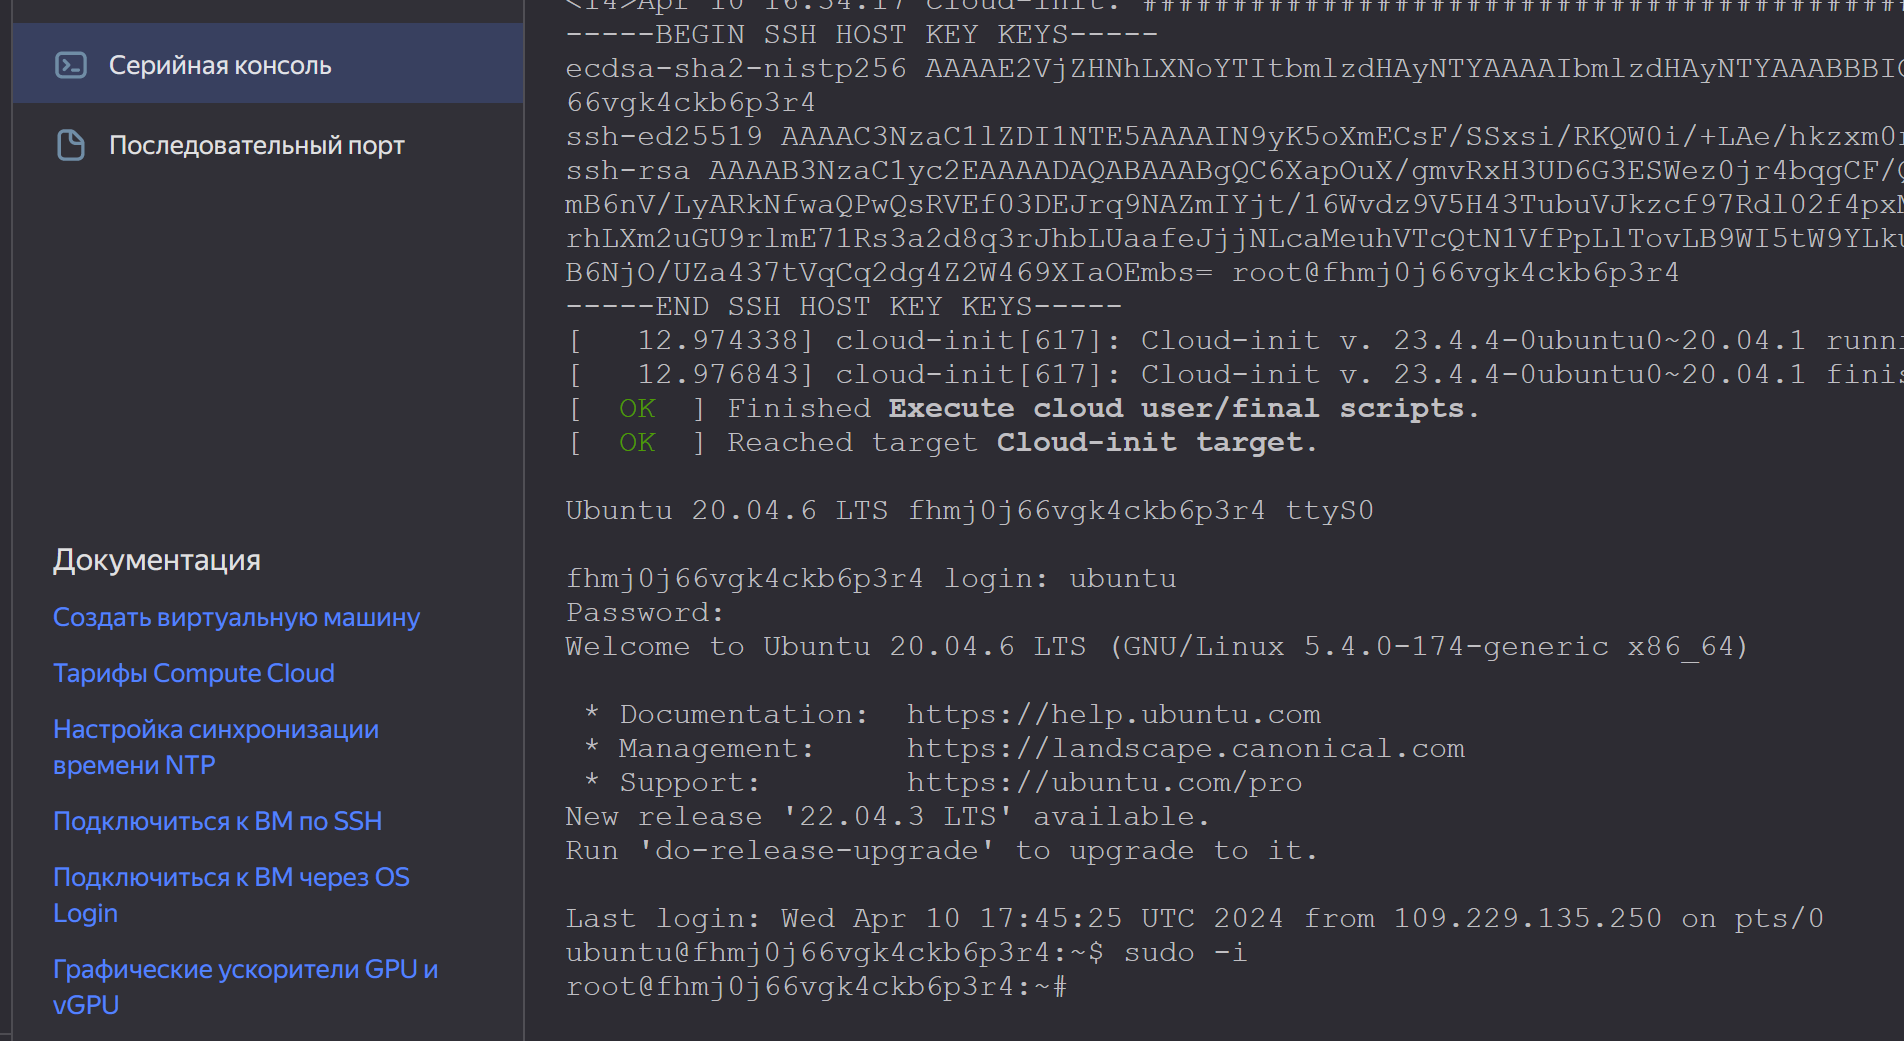 Серийная консоль
Последовательный порт
Документация
Создать виртуальную машину
Тарифы Compute Cloud
Настройка синхронизации
времени NTP
Подключиться к ВМ по SSH
Подключиться к ВМ через OS
Login
Графические ускорители GPU и
vGPU
<14>Apr 10 16:34:17 cloud-init: ##########################################
-----BEGIN SSH HOST KEY KEYS-----
ecdsa-sha2-nistp256 AAAAE2VjZHNhLXNoYTItbmlzdHAyNTYAAAAIbmlzdHAyNTYAAABBBI
66vgk4ckb6p3r4
ssh-ed25519 AAAAC3NzaC1lZDI1NTE5AAAAIN9yK5oXmECsF/SSxsi/RKQW0i/+LAe/hkzxm0
ssh-rsa AAAAB3NzaC1yc2EAAAADAQABAAABgQC6XapOuX/gmvRxH3UD6G3ESWez0jr4bqgCF/
mB6nV/LyARkNfwaQPwQsRVEf03DEJrq9NAZmIYjt/16Wvdz9V5H43TubuVJkzcf97Rdl02f4px
rhLXm2uGU9rlmE71Rs3a2d8q3rJhbLUaafeJjjNLcaMeuhVTcQtN1VfPpLlTovLB9WI5tW9YLk
B6NjO/UZa437tVqCq2dg4Z2W469XIaOEmbs= root@fhmj0j66vgk4ckb6p3r4
-----END SSH HOST KEY KEYS-----
[   12.974338] cloud-init[617]: Cloud-init v. 23.4.4-0ubuntu0~20.04.1 runn
[   12.976843] cloud-init[617]: Cloud-init v. 23.4.4-0ubuntu0~20.04.1 fini
[  OK  ] Finished Execute cloud user/final scripts.
[  OK  ] Reached target Cloud-init target.
Ubuntu 20.04.6 LTS fhmj0j66vgk4ckb6p3r4 ttyS0
fhmj0j66vgk4ckb6p3r4 login: ubuntu
Password:
Welcome to Ubuntu 20.04.6 LTS (GNU/Linux 5.4.0-174-generic x86_64)
* Documentation:  https://help.ubuntu.com
* Management:     https://landscape.canonical.com
* Support:        https://ubuntu.com/pro
New release '22.04.3 LTS' available.
Run 'do-release-upgrade' to upgrade to it.
Last login: Wed Apr 10 17:45:25 UTC 2024 from 109.229.135.250 on pts/0
ubuntu@fhmj0j66vgk4ckb6p3r4:~$ sudo -i
root@fhmj0j66vgk4ckb6p3r4:~#